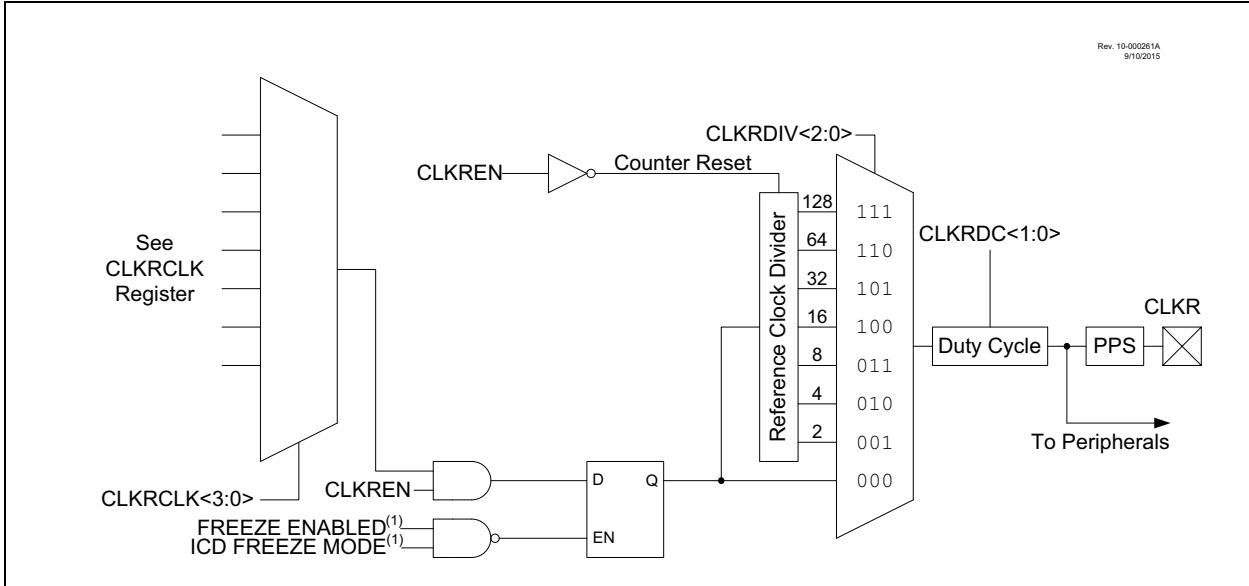 Rev. 10-000261A
9/10/2015
CLKRDIV<2:0>
Counter Reset
CLKREN
See
CLKRCLK
Register
Reference Clock Divider
128
64
32
16
8
4
2
111
110
101
100
011
010
001
000
CLKRDC<1:0>
CLKR
Duty Cycle
PPS
To Peripherals
CLKRCLK<3:0>
CLKREN
D
Q
EN
FREEZE ENABLED(1)
ICD FREEZE MODE(1)